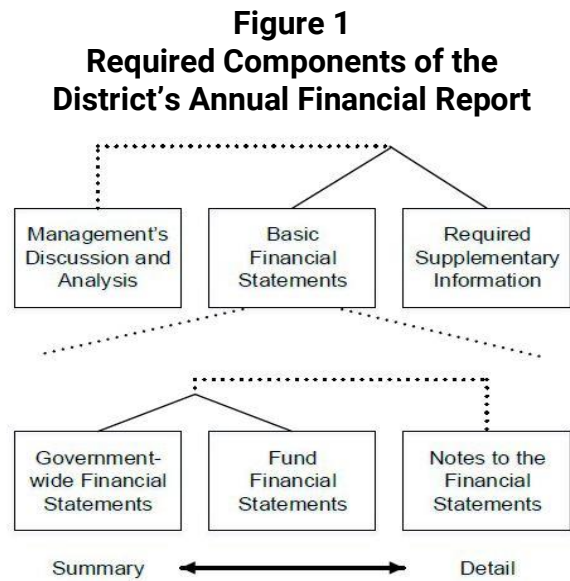 Figure 1
Required Components of the
District's Annual Financial Report
Management's
Discussion and
Analysis
Basic
Financial
Statements
Required
Supplementary
Information
Government-
wide Financial
Statements
Fund
Financial
Statements
Notes to the
Financial
Statements
Summary
Detail